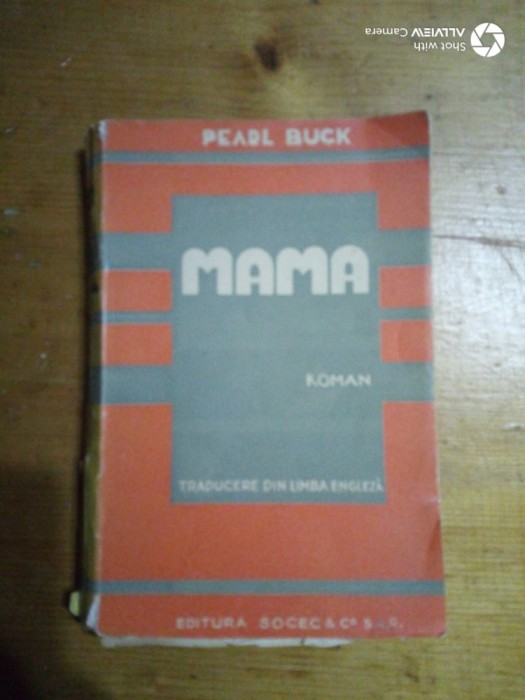 Shot with
ALLVIEW Camera
PEARL BUCK
MAMA
ROMAN
TRADUCERE DIN LIMBA ENGLEZĂ
EDITURA SOCEC & Co S.A.R.